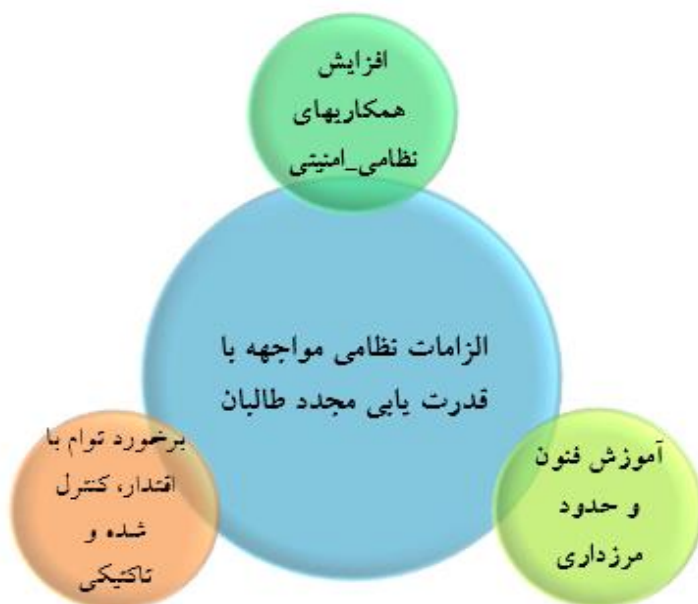 افزایش
همکاریهای
نظامی_امنیتی
الزامات نظامی مواجهه با
قدرت یابی مجدد طالبان
آموزش فنون
و حدود
مرزداری
برخورد توام با
اقتدار، کنترل
شده و
تاکتیکی